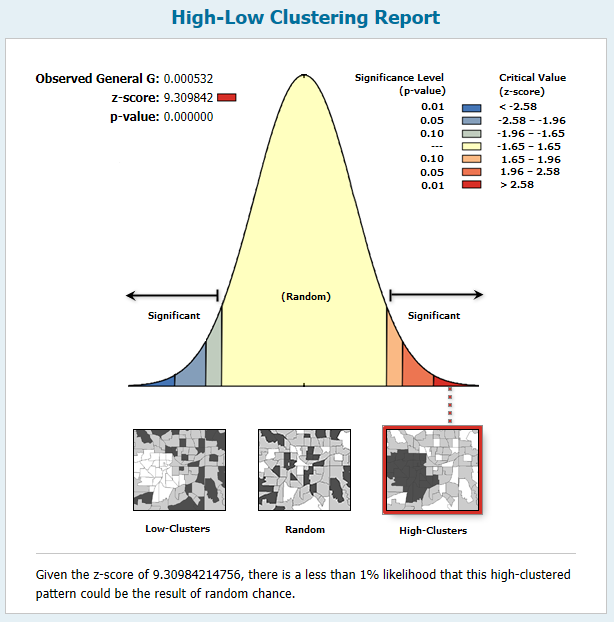 High-Low Clustering Report
Observed General G: 0.000532
z-score: 9.309842
p-value: 0.000000
Significance Level
(p-value)
Critical Value
(z-score)
0.01 < -2.58
0.05 -2.58 – -1.96
0.10 -1.96 – -1.65
--- -1.65 – 1.65
0.10 1.65 – 1.96
0.05 1.96 – 2.58
0.01 > 2.58
(Random)
Significant
Significant
Low-Clusters
Random
High-Clusters
Given the z-score of 9.30984214756, there is a less than 1% likelihood that this high-clustered
pattern could be the result of random chance.